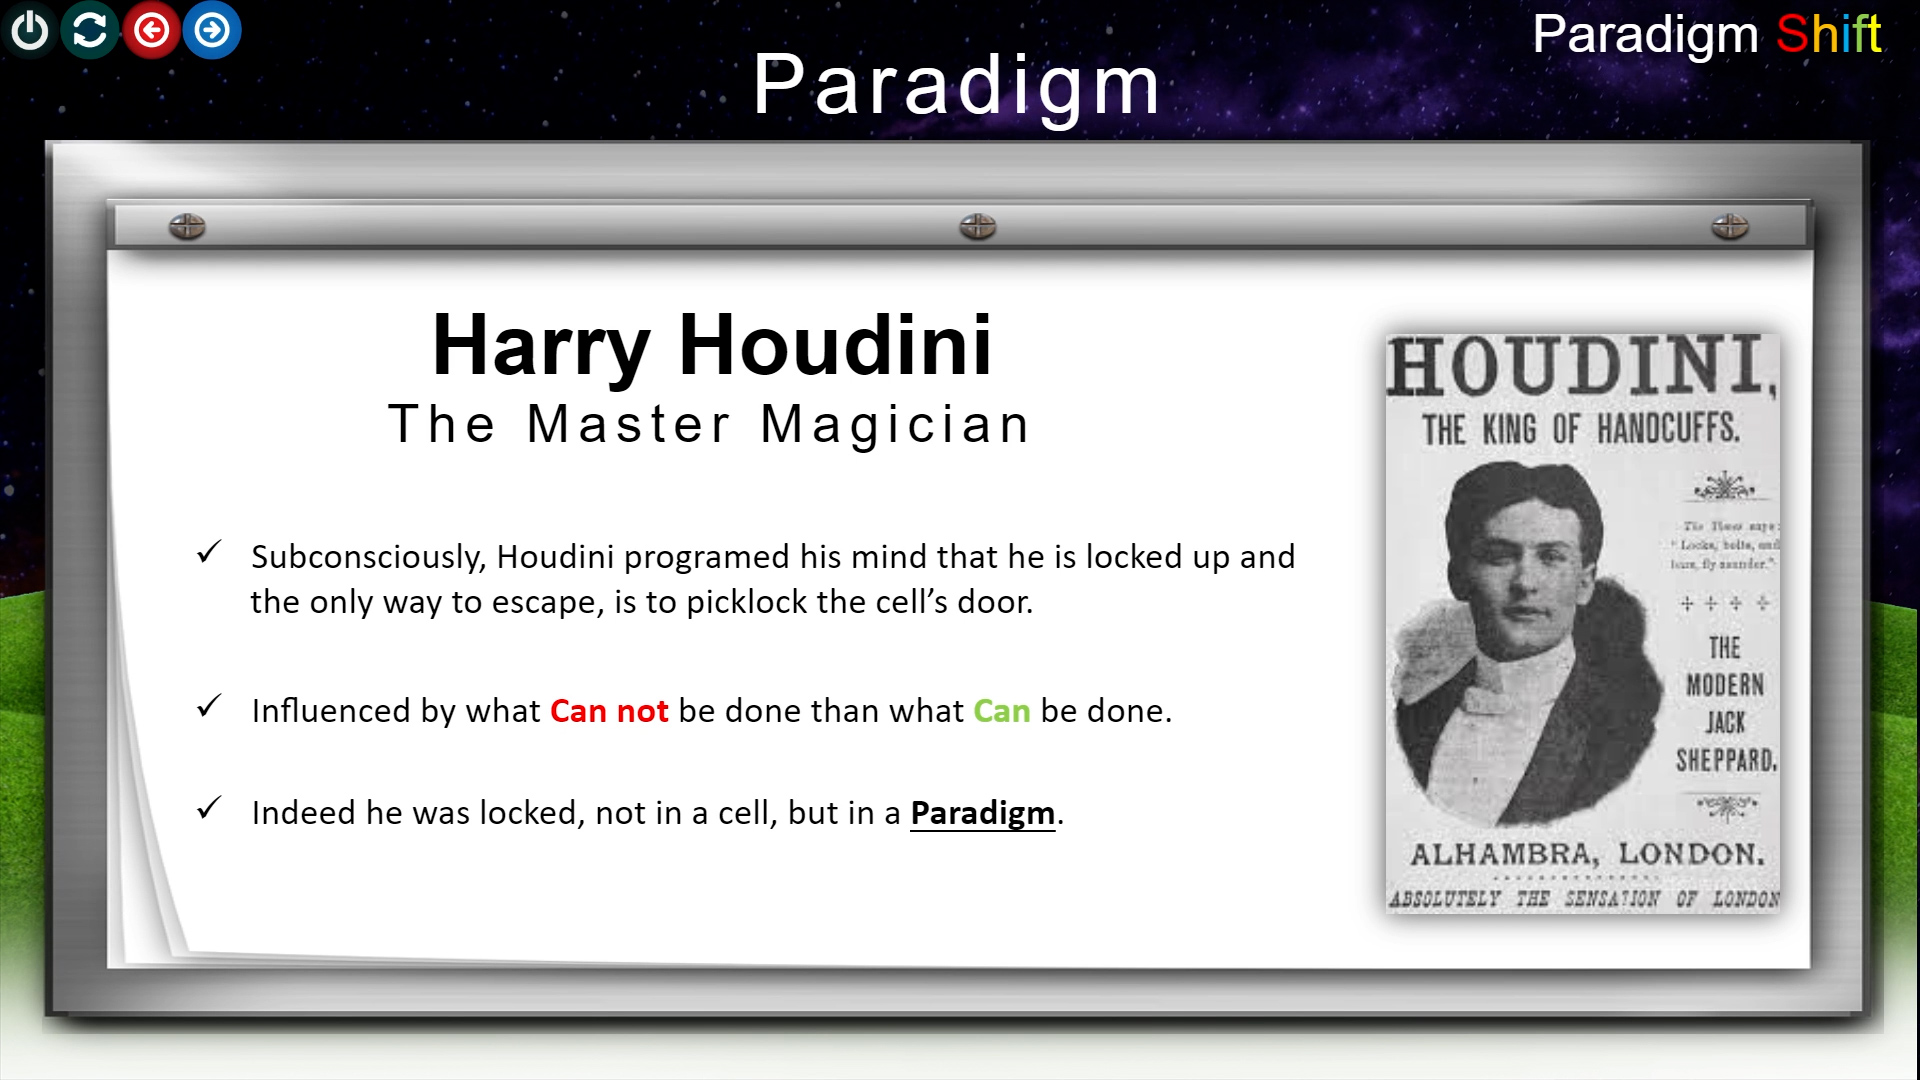 Paradigm Shift
Paradigm
Harry Houdini
The Master Magician
✓ Subconsciously, Houdini programed his mind that he is locked up and
the only way to escape, is to picklock the cell’s door.
✓ Influenced by what Can not be done than what Can be done.
✓ Indeed he was locked, not in a cell, but in a Paradigm.
HOUDINI,
THE KING OF HANDCUFFS.
The Times says:
"Locks, bolts, and
bars, fly asunder."
THE
MODERN
JACK
SHEPPARD.
ALHAMBRA, LONDON.
ABSOLUTELY THE SENSATION OF LONDON